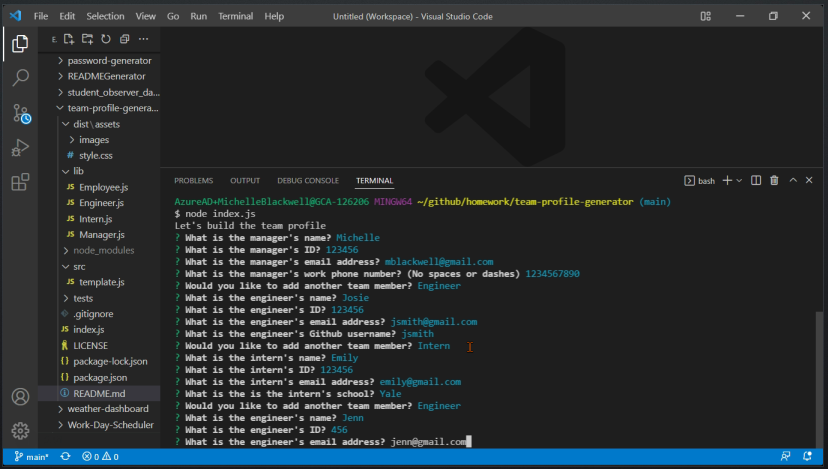 File Edit Selection View Go Run Terminal Help Untitled (Workspace) - Visual Studio Code
E.
password-generator
READMEGenerator
student_observer_da...
team-profile-genera...
dist\assets
images
# style.css
lib
JS Employee.js
JS Engineer.js
JS Intern.js
JS Manager.js
node_modules
src
JS template.js
tests
.gitignore
JS index.js
LICENSE
{} package-lock.json
{} package.json
README.md
weather-dashboard
Work-Day-Scheduler
PROBLEMS OUTPUT DEBUG CONSOLE TERMINAL bash
AzureAD+MichelleBlackwell@GCA-126206 MINGW64 ~/github/homework/team-profile-generator (main)
$ node index.js
Let's build the team profile
? What is the manager's name? Michelle
? What is the manager's ID? 123456
? What is the manager's email address? mblackwell@gmail.com
? What is the manager's work phone number? (No spaces or dashes) 1234567890
? Would you like to add another team member? Engineer
? What is the engineer's name? Josie
? What is the engineer's ID? 123456
? What is the engineer's email address? jsmith@gmail.com
? What is the engineer's Github username? jsmith
? Would you like to add another team member? Intern
? What is the intern's name? Emily
? What is the intern's ID? 123456
? What is the intern's email address? emily@gmail.com
? What is the is the intern's school? Yale
? Would you like to add another team member? Engineer
? What is the engineer's name? Jenn
? What is the engineer's ID? 456
? What is the engineer's email address? jenn@gmail.com
main* 0 0